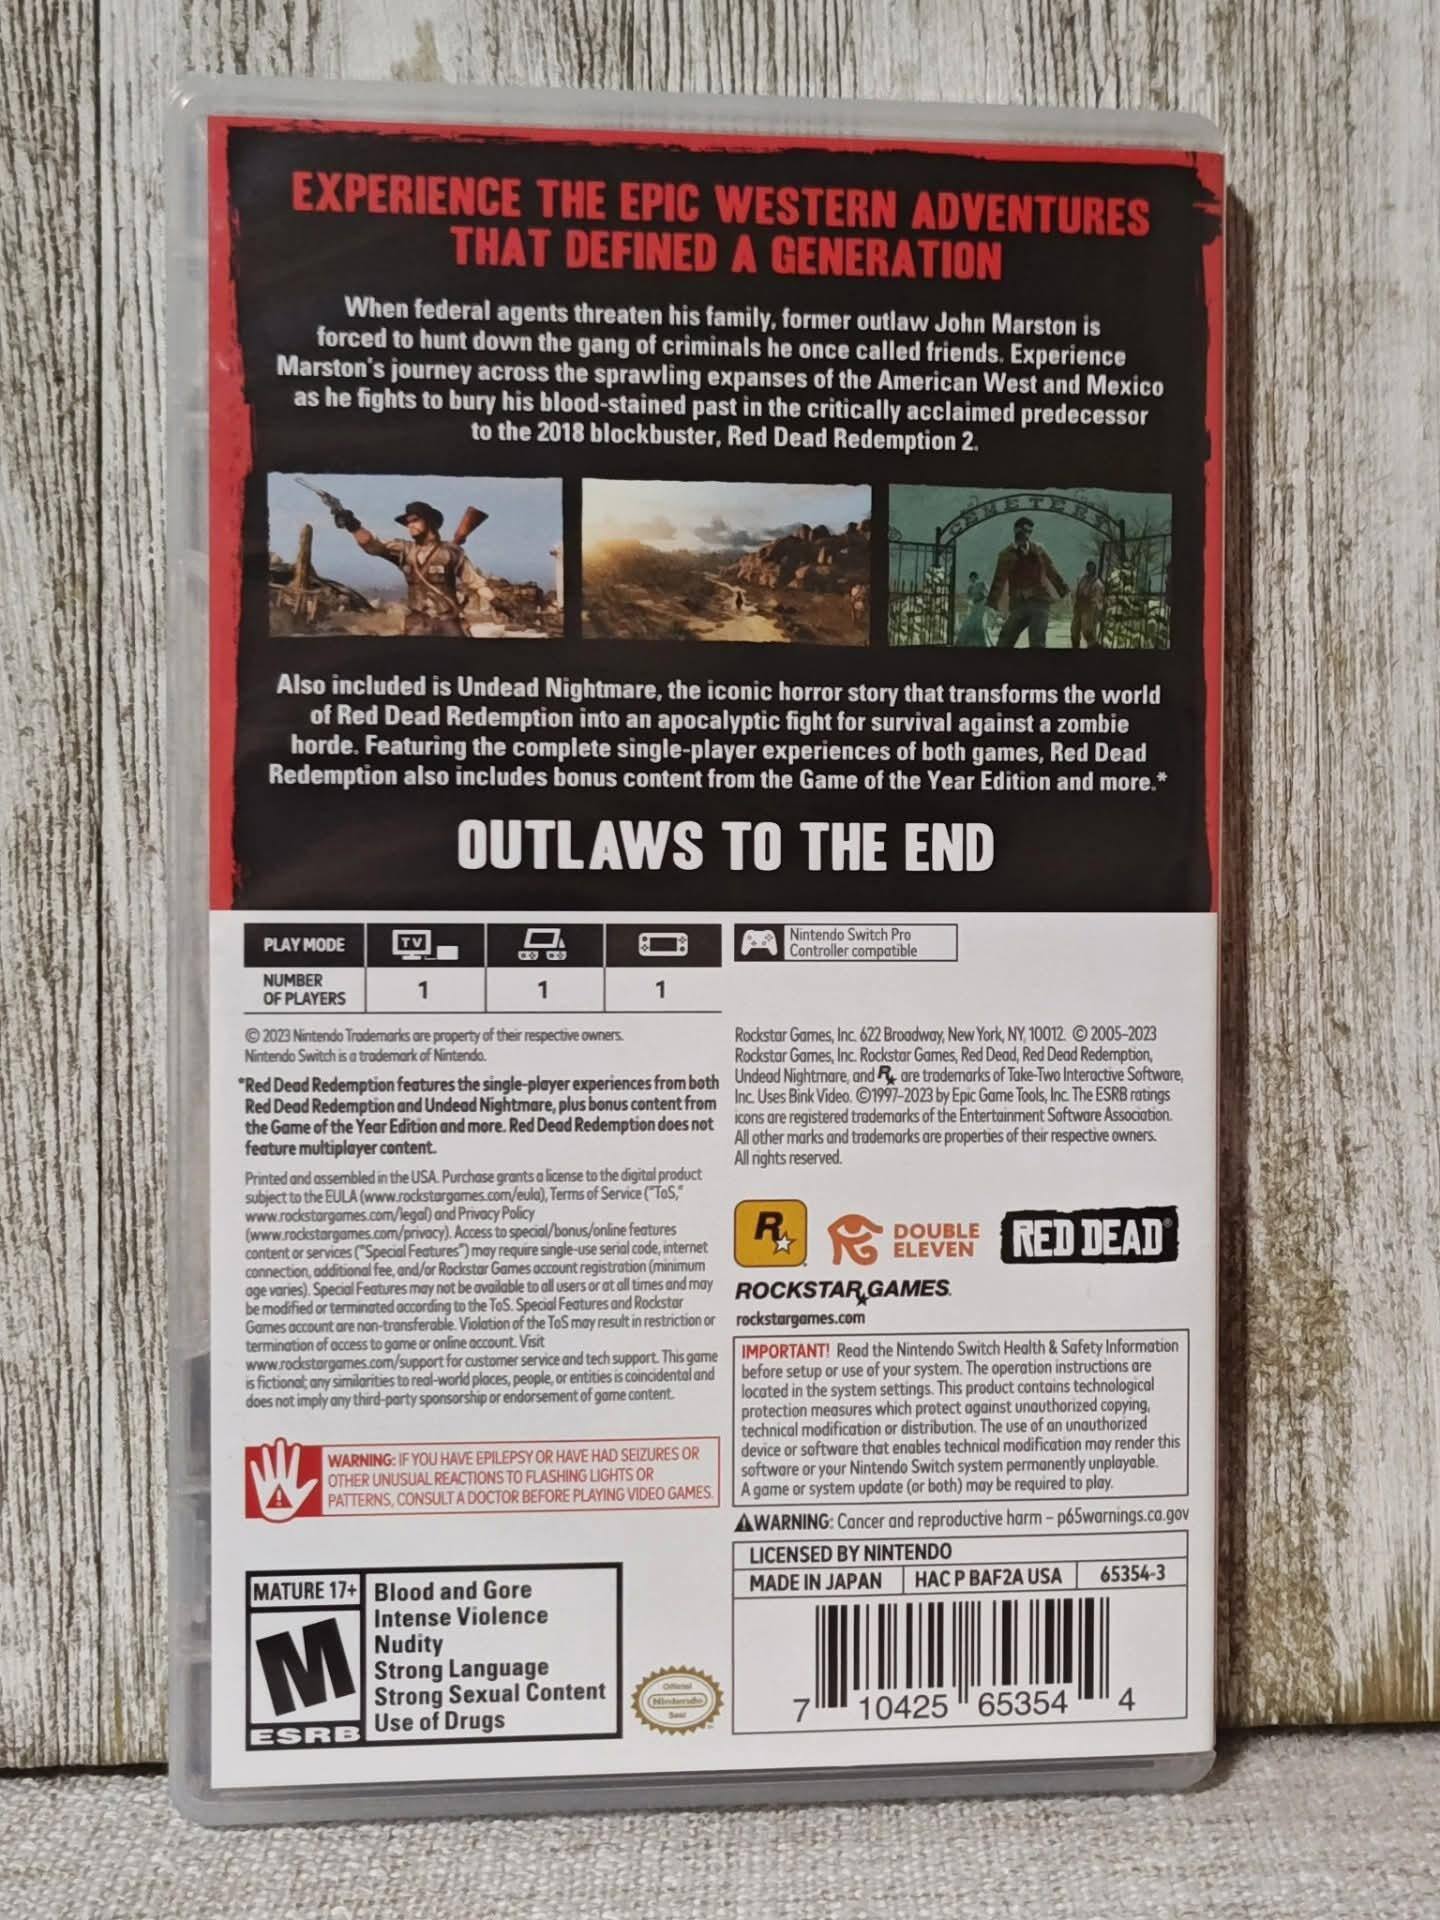 EXPERIENCE THE EPIC WESTERN ADVENTURES
THAT DEFINED A GENERATION
When federal agents threaten his family, former outlaw John Marston is
forced to hunt down the gang of criminals he once called friends. Experience
Marston's journey across the sprawling expanses of the American West and Mexico
as he fights to bury his blood-stained past in the critically acclaimed predecessor
to the 2018 blockbuster, Red Dead Redemption 2.
CEMETERY
Also included is Undead Nightmare, the iconic horror story that transforms the world
of Red Dead Redemption into an apocalyptic fight for survival against a zombie
horde. Featuring the complete single-player experiences of both games, Red Dead
Redemption also includes bonus content from the Game of the Year Edition and more.*
OUTLAWS TO THE END
PLAY MODE
TV
NUMBER
OF PLAYERS
1
1
1
Nintendo Switch Pro
Controller compatible
© 2023 Nintendo Trademarks are property of their respective owners.
Nintendo Switch is a trademark of Nintendo.
*Red Dead Redemption features the single-player experiences from both
Red Dead Redemption and Undead Nightmare, plus bonus content from
the Game of the Year Edition and more. Red Dead Redemption does not
feature multiplayer content.
Printed and assembled in the USA. Purchase grants a license to the digital product
subject to the EULA (www.rockstargames.com/eula), Terms of Service ("ToS,"
www.rockstargames.com/legal) and Privacy Policy
(www.rockstargames.com/privacy). Access to special/bonus/online features
content or services ("Special Features") may require single-use serial code, internet
connection, additional fee, and/or Rockstar Games account registration (minimum
age varies). Special Features may not be available to all users or at all times and may
be modified or terminated according to the ToS. Special Features and Rockstar
Games account are non-transferable. Violation of the ToS may result in restriction or
termination of access to game or online account. Visit
www.rockstargames.com/support for customer service and tech support. This game
is fictional; any similarities to real-world places, people, or entities is coincidental and
does not imply any third-party sponsorship or endorsement of game content.
WARNING: IF YOU HAVE EPILEPSY OR HAVE HAD SEIZURES OR
OTHER UNUSUAL REACTIONS TO FLASHING LIGHTS OR
PATTERNS, CONSULT A DOCTOR BEFORE PLAYING VIDEO GAMES.
MATURE 17+
M
ESRB
Blood and Gore
Intense Violence
Nudity
Strong Language
Strong Sexual Content
Use of Drugs
Official
Nintendo
Seal
Rockstar Games, Inc. 622 Broadway, New York, NY, 10012. © 2005-2023
Rockstar Games, Inc. Rockstar Games, Red Dead, Red Dead Redemption,
Undead Nightmare, and R★ are trademarks of Take-Two Interactive Software,
Inc. Uses Bink Video. ©1997-2023 by Epic Game Tools, Inc. The ESRB ratings
icons are registered trademarks of the Entertainment Software Association.
All other marks and trademarks are properties of their respective owners.
All rights reserved.
R
DOUBLE
ELEVEN
RED DEAD®
ROCKSTAR GAMES.
rockstargames.com
IMPORTANT! Read the Nintendo Switch Health & Safety Information
before setup or use of your system. The operation instructions are
located in the system settings. This product contains technological
protection measures which protect against unauthorized copying,
technical modification or distribution. The use of an unauthorized
device or software that enables technical modification may render this
software or your Nintendo Switch system permanently unplayable.
A game or system update (or both) may be required to play.
WARNING: Cancer and reproductive harm – p65warnings.ca.gov
LICENSED BY NINTENDO
MADE IN JAPAN HAC P BAF2A USA 65354-3
7 10425 65354 4